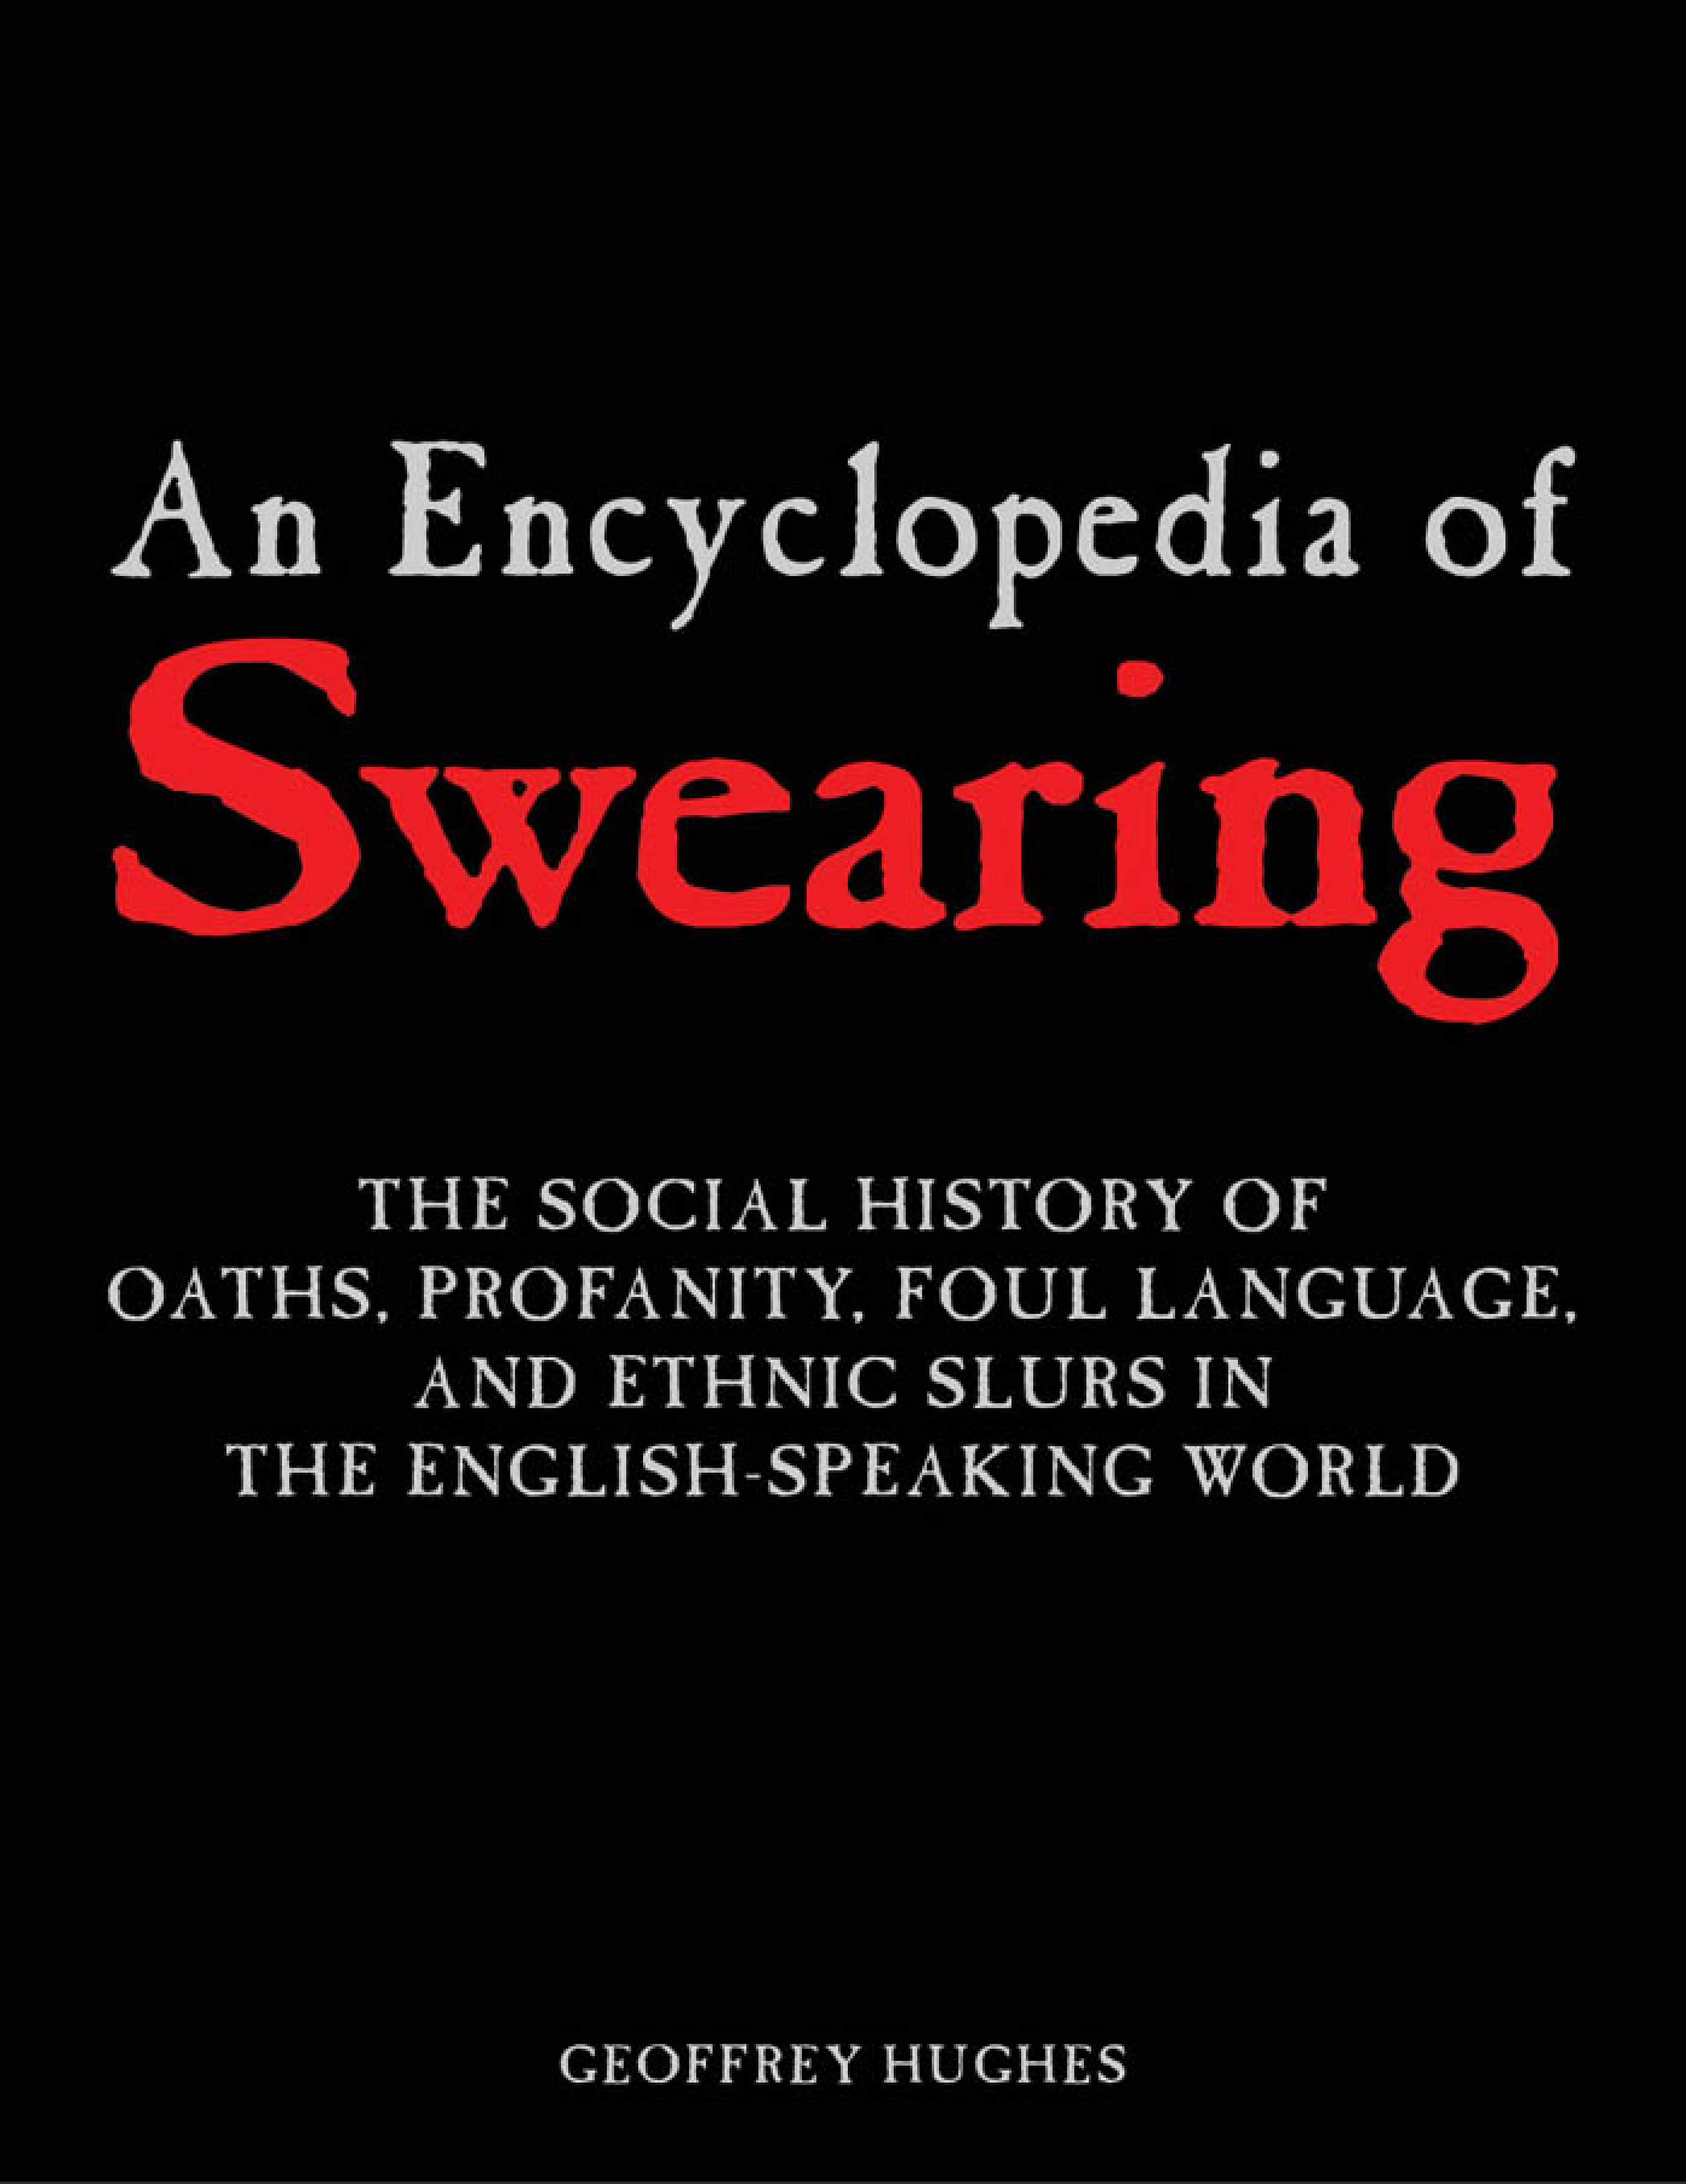 An Encyclopedia of
Swearing
THE SOCIAL HISTORY OF
OATHS, PROFANITY, FOUL LANGUAGE,
AND ETHNIC SLURS IN
THE ENGLISH-SPEAKING WORLD
GEOFFREY HUGHES